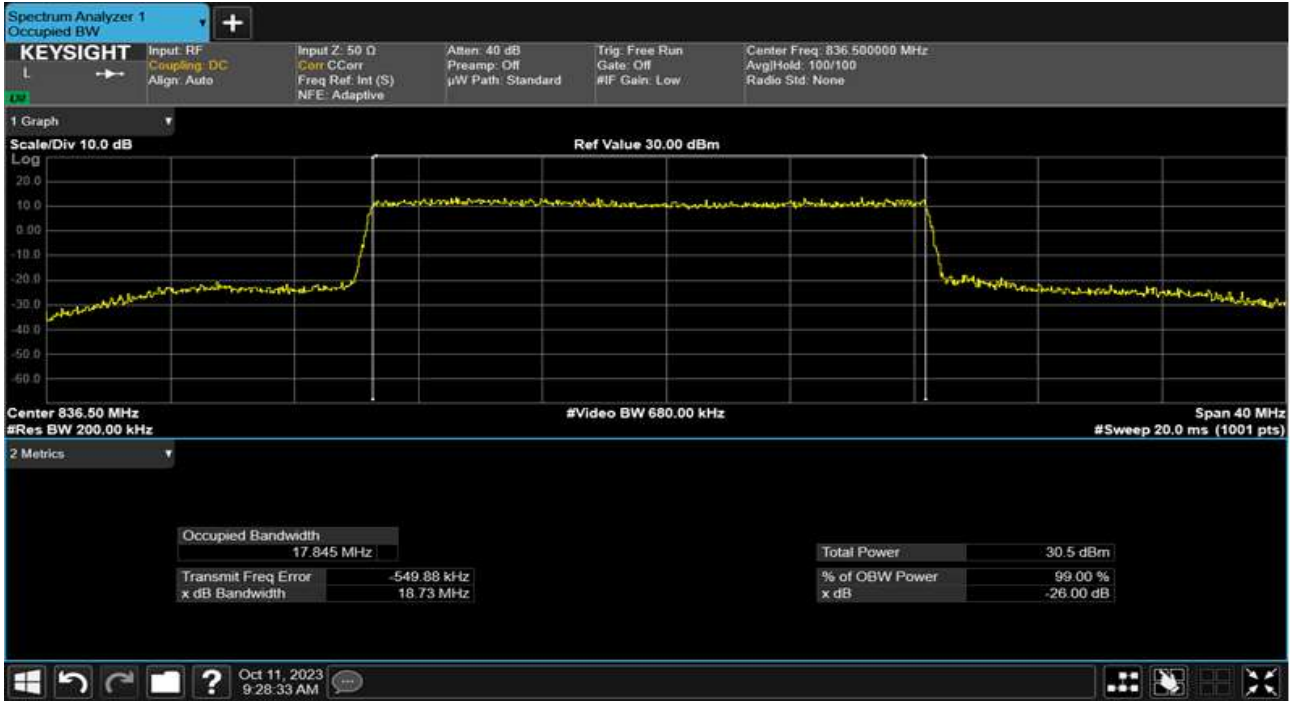 Spectrum Analyzer 1
Occupied BW
+
KEYSIGHT
L
Input: RF
Coupling: DC
Align: Auto
Input Z: 50 Ω
Corr CCorr
Freq Ref: Int (S)
NFE: Adaptive
Atten: 40 dB
Preamp: Off
µW Path: Standard
Trig: Free Run
Gate: Off
#IF Gain: Low
Center Freq: 836.500000 MHz
Avg|Hold: 100/100
Radio Std: None
1 Graph
Scale/Div 10.0 dB
Ref Value 30.00 dBm
Log
20.0
10.0
0.00
-10.0
-20.0
-30.0
-40.0
-50.0
-60.0
Center 836.50 MHz
#Video BW 680.00 kHz
Span 40 MHz
#Res BW 200.00 kHz
#Sweep 20.0 ms (1001 pts)
2 Metrics
Occupied Bandwidth
17.845 MHz
Total Power 30.5 dBm
Transmit Freq Error -549.88 kHz
% of OBW Power 99.00 %
x dB Bandwidth 18.73 MHz
x dB -26.00 dB
?
Oct 11, 2023
9:28:33 AM